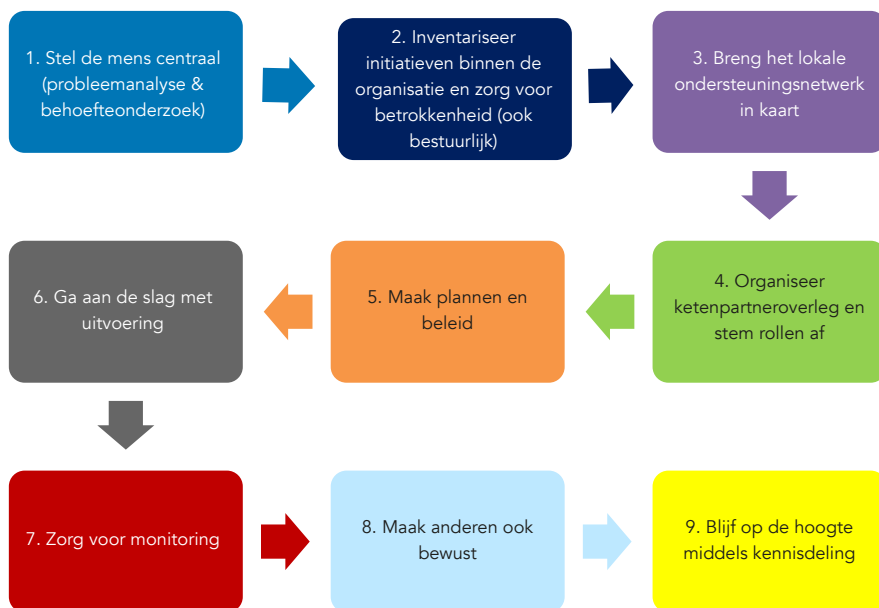 1. Stel de mens centraal
(probleemanalyse &
behoefteonderzoek)
2. Inventariseer
initiatieven binnen de
organisatie en zorg voor
betrokkenheid (ook
bestuurlijk)
3. Breng het lokale
ondersteuningsnetwerk
in kaart
4. Organiseer
ketenpartneroverleg en
stem rollen af
5. Maak plannen en
beleid
6. Ga aan de slag met
uitvoering
7. Zorg voor monitoring
8. Maak anderen ook
bewust
9. Blijf op de hoogte
middels kennisdeling